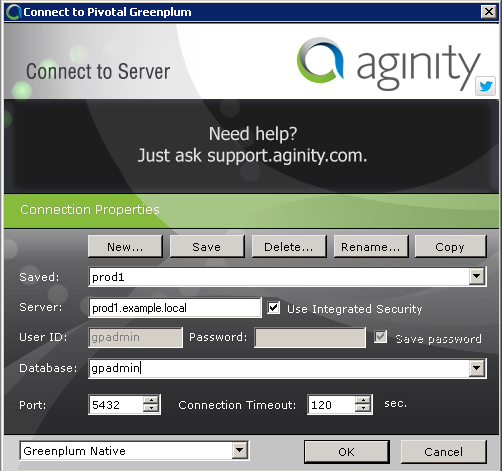 Connect to Pivotal Greenplum
Connect to Server
aginity
Need help?
Just ask support.aginity.com.
Connection Properties
New... Save Delete... Rename... Copy
Saved: prod1
Server: prod1.example.local Use Integrated Security
User ID: gpadmin Password: Save password
Database: gpadmin
Port: 5432 Connection Timeout: 120 sec.
Greenplum Native OK Cancel